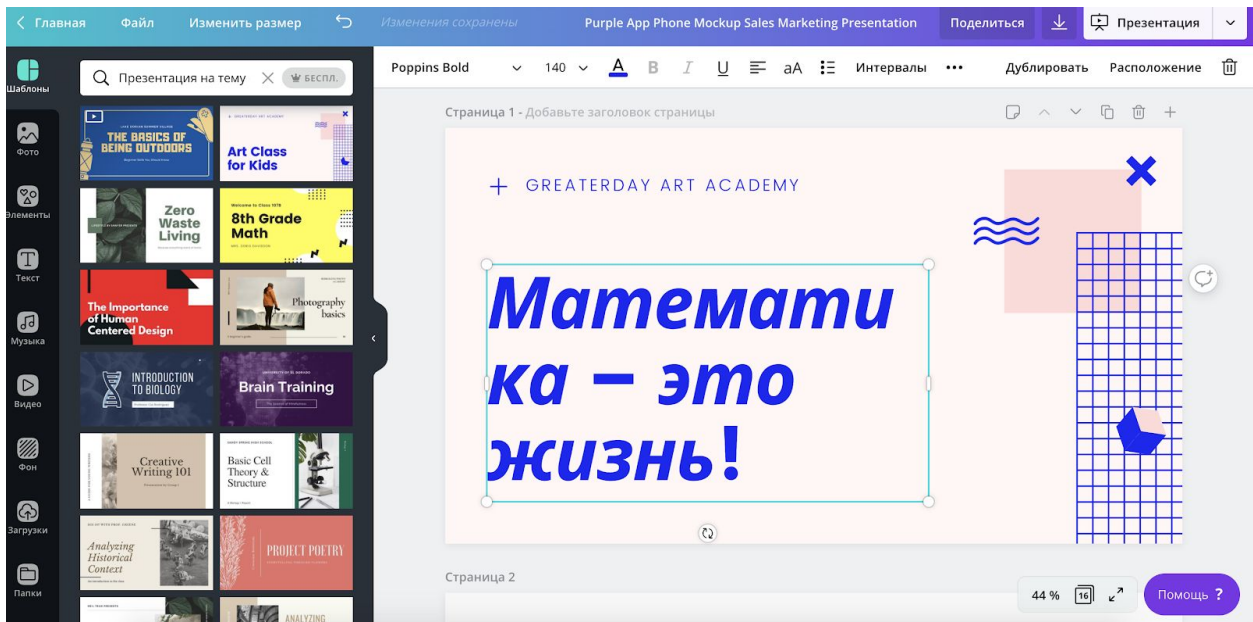 Главная Файл Изменить размер Изменения сохранены Purple App Phone Mockup Sales Marketing Presentation Поделиться Презентация
Шаблоны
Фото
Элементы
Текст
Музыка
Видео
Фон
Загрузки
Папки
Презентация на тему БЕСПЛ.
THE BASICS OF
BEING OUTDOORS
Art Class
for Kids
Zero
Waste
Living
8th Grade
Math
The Importance
of Human
Centered Design
Photography
basics
INTRODUCTION
TO BIOLOGY
Brain Training
Creative
Writing 101
Basic Cell
Theory &
Structure
Analyzing
Historical
Context
PROJECT POETRY
ANALYZING
Poppins Bold 140 A B I U aA Интервалы ••• Дублировать Расположение
Страница 1 - Добавьте заголовок страницы
+ GREATERDAY ART ACADEMY
Математи
ка – это
жизнь!
Страница 2
44 % 16 Помощь ?